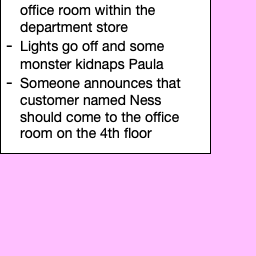 office room within the
department store
- Lights go off and some
monster kidnaps Paula
- Someone announces that
customer named Ness
should come to the office
room on the 4th floor